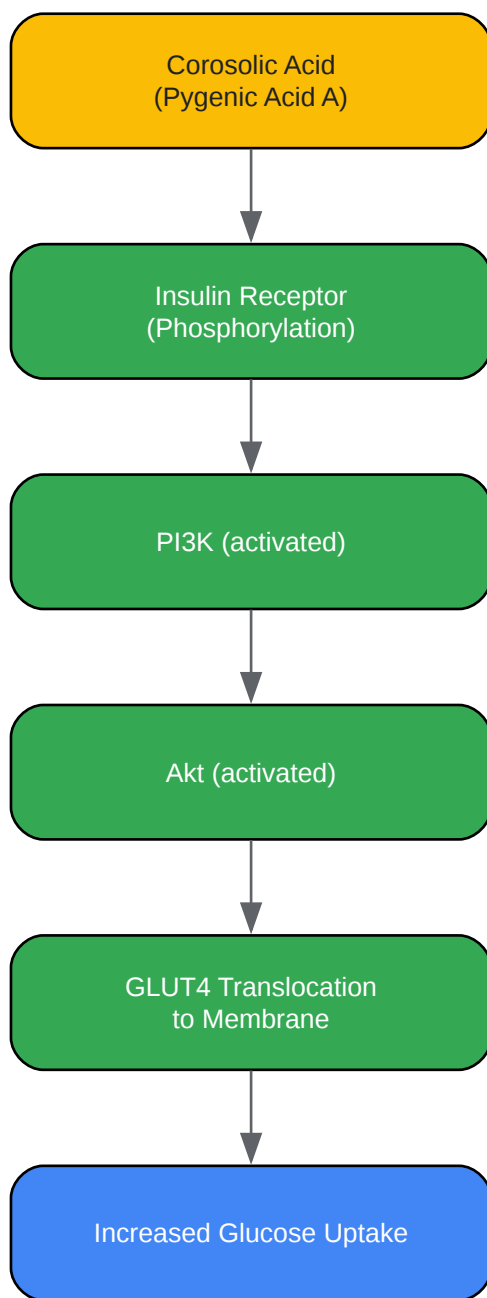 Corosolic Acid
(Pygenic Acid A)
Insulin Receptor
(Phosphorylation)
PI3K (activated)
Akt (activated)
GLUT4 Translocation
to Membrane
Increased Glucose Uptake